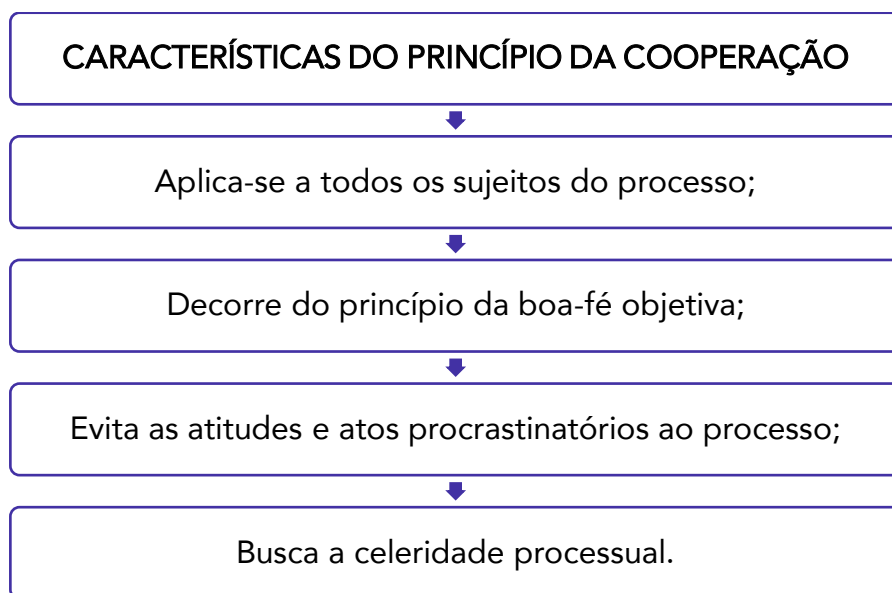 CARACTERÍSTICAS DO PRINCÍPIO DA COOPERAÇÃO
Aplica-se a todos os sujeitos do processo;
Decorre do princípio da boa-fé objetiva;
Evita as atitudes e atos procrastinatórios ao processo;
Busca a celeridade processual.